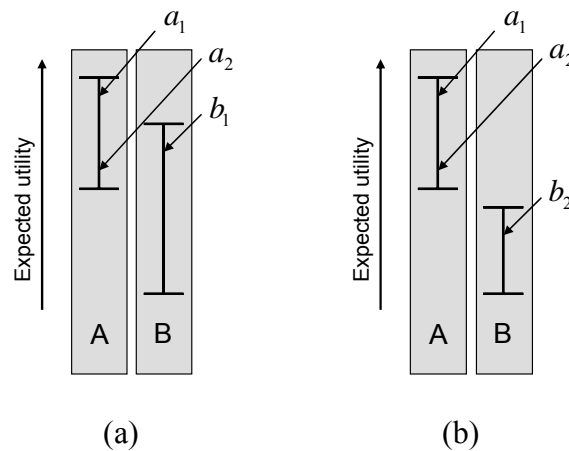 a₁
a₂
b₁
Expected utility
A
B
(a)
a₁
a₂
b₂
Expected utility
A
B
(b)